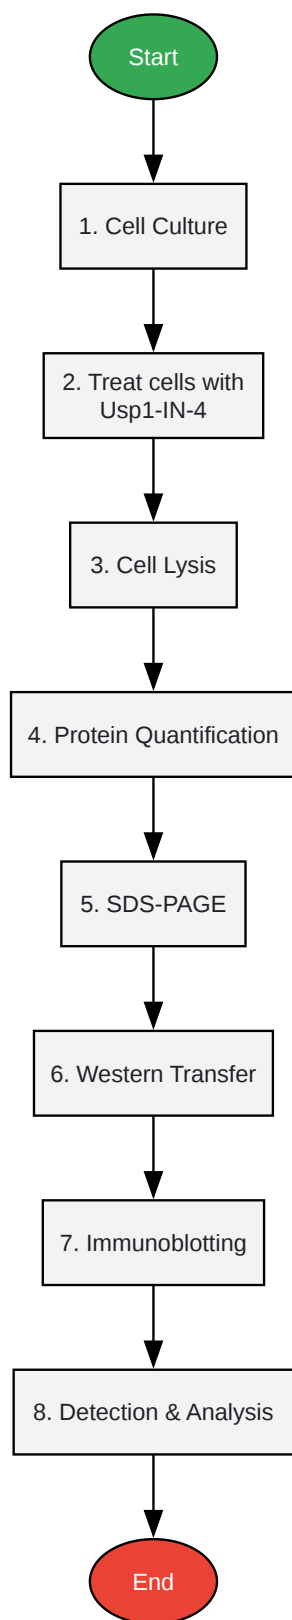 Start
1. Cell Culture
2. Treat cells with
Usp1-IN-4
3. Cell Lysis
4. Protein Quantification
5. SDS-PAGE
6. Western Transfer
7. Immunoblotting
8. Detection & Analysis
End